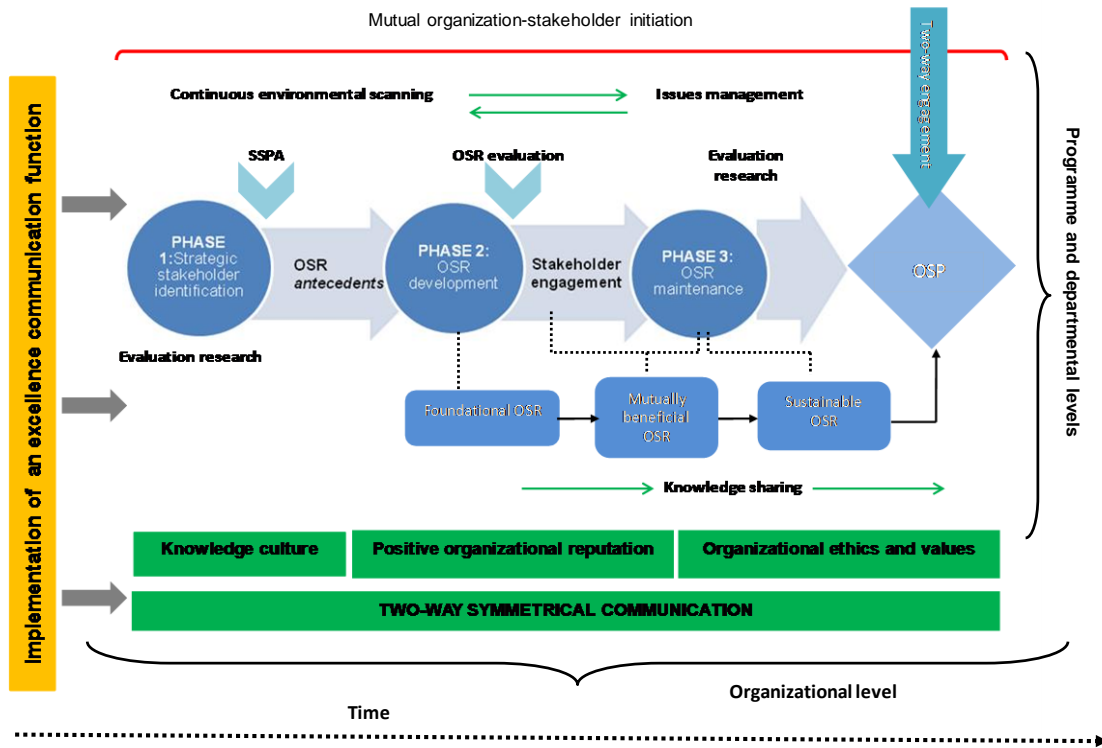 Mutual organization-stakeholder initiation
Two-way engagement
Implementation of an excellence communication function
Programme and departmental levels
Continuous environmental scanning
Issues management
SSPA
OSR evaluation
Evaluation
research
PHASE
1:Strategic
stakeholder
identification
OSR
antecedents
PHASE 2:
OSR
development
Stakeholder
engagement
PHASE 3:
OSR
maintenance
OSP
Evaluation research
Foundational OSR
Mutually
beneficial
OSR
Sustainable
OSR
Knowledge sharing
Knowledge culture
Positive organizational reputation
Organizational ethics and values
TWO-WAY SYMMETRICAL COMMUNICATION
Organizational level
Time